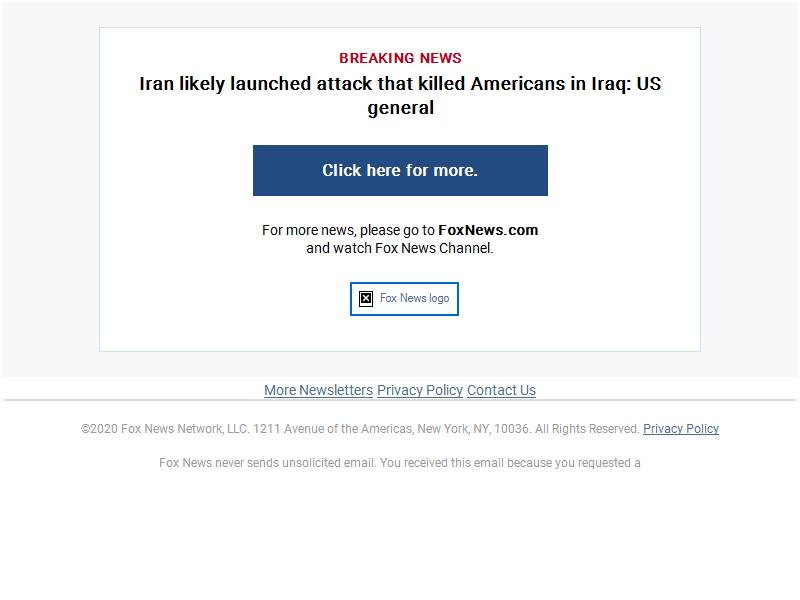 BREAKING NEWS
Iran likely launched attack that killed Americans in Iraq: US
general
Click here for more.
For more news, please go to FoxNews.com
and watch Fox News Channel.
Fox News logo
More Newsletters Privacy Policy Contact Us
©2020 Fox News Network, LLC. 1211 Avenue of the Americas, New York, NY, 10036. All Rights Reserved. Privacy Policy
Fox News never sends unsolicited email. You received this email because you requested a